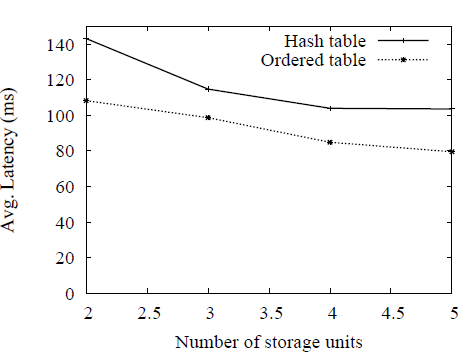 Hash table
Ordered table
140
120
100
80
60
40
20
0
Avg. Latency (ms)
2 2.5 3 3.5 4 4.5 5
Number of storage units